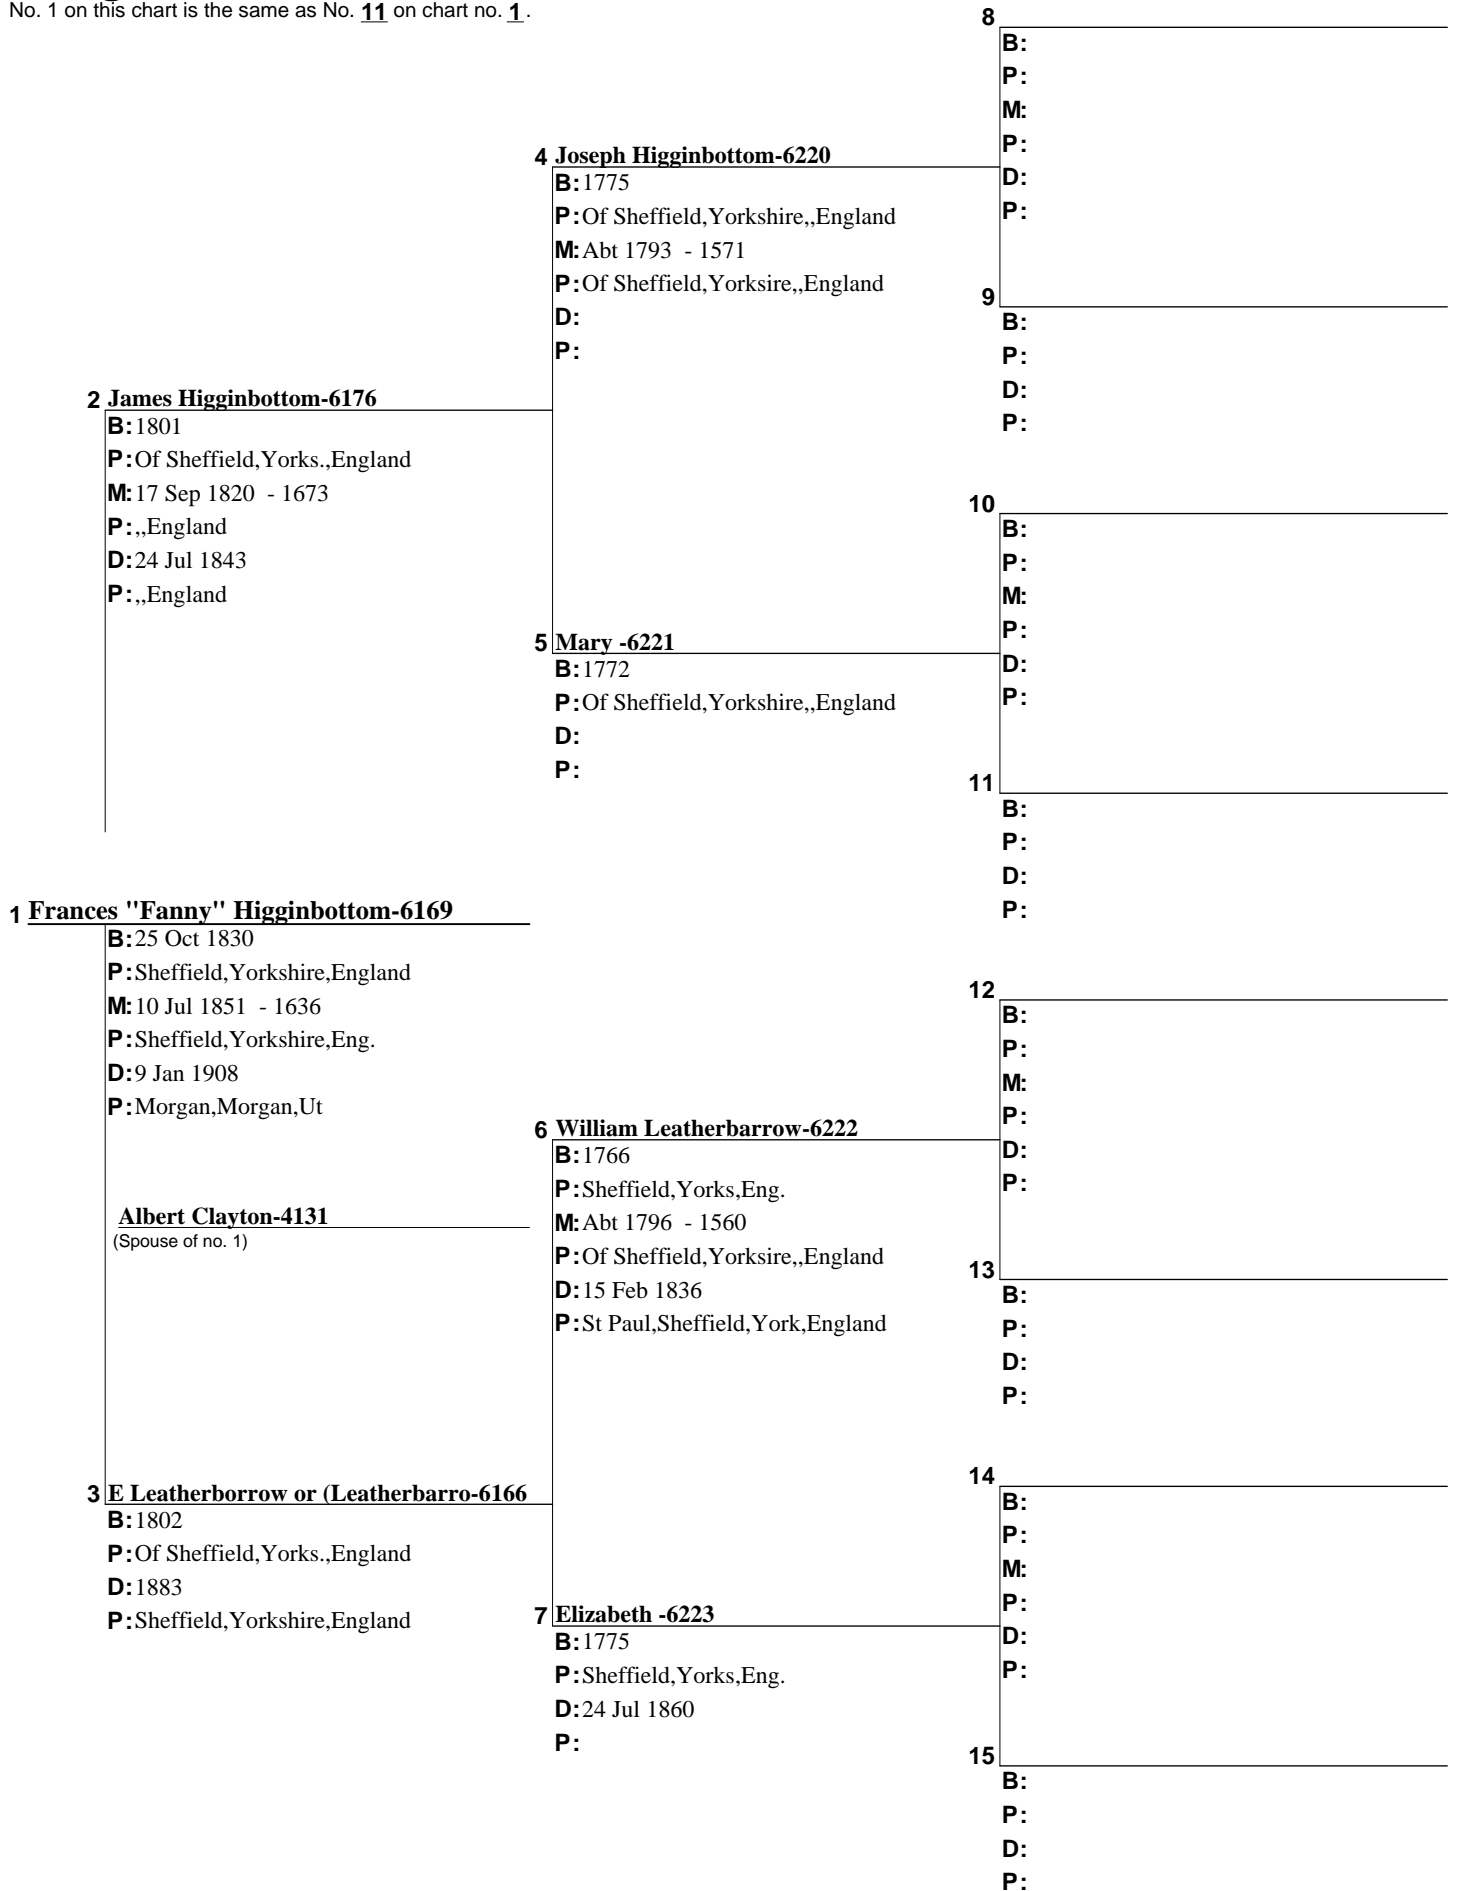 No. 1 on this chart is the same as No. 11 on chart no. 1 .
8
B:
P:
M:
P:
D:
P:
4 Joseph Higginbottom-6220
B: 1775
P: Of Sheffield,Yorkshire,,England
M: Abt 1793 - 1571
P: Of Sheffield,Yorksire,,England
D:
P:
9
B:
P:
D:
P:
2 James Higginbottom-6176
B: 1801
P: Of Sheffield,Yorks.,England
M: 17 Sep 1820 - 1673
P: ,,England
D: 24 Jul 1843
P: ,,England
10
B:
P:
M:
P:
D:
P:
5 Mary -6221
B: 1772
P: Of Sheffield,Yorkshire,,England
D:
P:
11
B:
P:
D:
P:
1 Frances "Fanny" Higginbottom-6169
B: 25 Oct 1830
P: Sheffield,Yorkshire,England
M: 10 Jul 1851 - 1636
P: Sheffield,Yorkshire,Eng.
D: 9 Jan 1908
P: Morgan,Morgan,Ut
12
B:
P:
M:
P:
D:
P:
6 William Leatherbarrow-6222
B: 1766
P: Sheffield,Yorks,Eng.
M: Abt 1796 - 1560
P: Of Sheffield,Yorksire,,England
D: 15 Feb 1836
P: St Paul,Sheffield,York,England
Albert Clayton-4131
(Spouse of no. 1)
13
B:
P:
D:
P:
3 E Leatherborrow or (Leatherbarro-6166
B: 1802
P: Of Sheffield,Yorks.,England
D: 1883
P: Sheffield,Yorkshire,England
14
B:
P:
M:
P:
D:
P:
7 Elizabeth -6223
B: 1775
P: Sheffield,Yorks,Eng.
D: 24 Jul 1860
P:
15
B:
P:
D:
P: